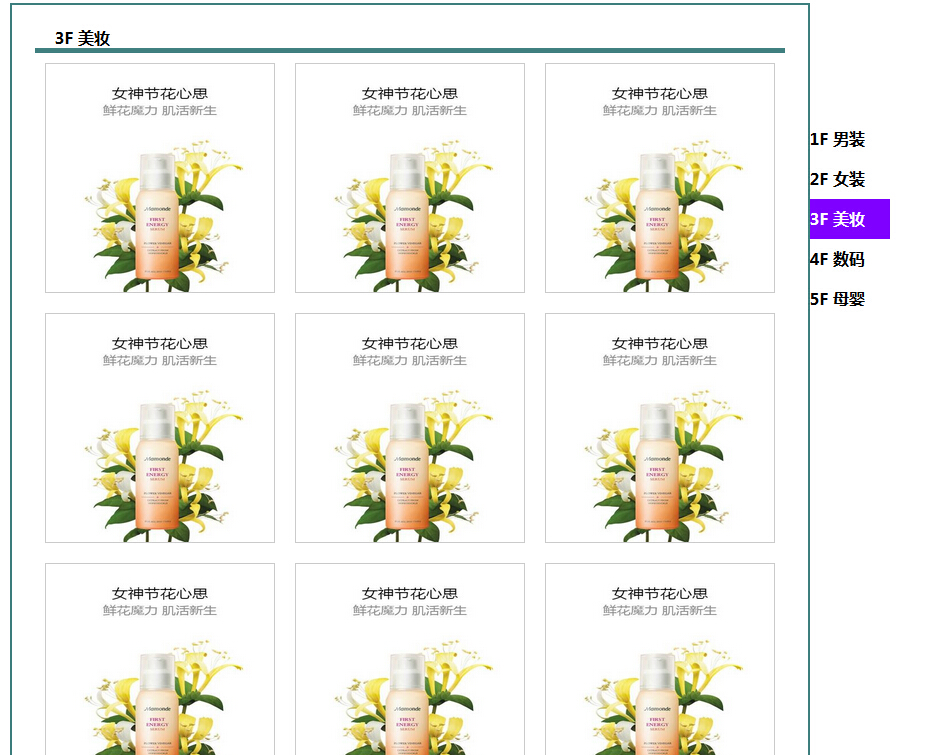 3F 美妆
女神节花心思
鲜花魔力 肌活新生
Mamonde
FIRST
ENERGY
SERUM
女神节花心思
鲜花魔力 肌活新生
Mamonde
FIRST
ENERGY
SERUM
女神节花心思
鲜花魔力 肌活新生
Mamonde
FIRST
ENERGY
SERUM
女神节花心思
鲜花魔力 肌活新生
Mamonde
FIRST
ENERGY
SERUM
女神节花心思
鲜花魔力 肌活新生
Mamonde
FIRST
ENERGY
SERUM
女神节花心思
鲜花魔力 肌活新生
Mamonde
FIRST
ENERGY
SERUM
女神节花心思
鲜花魔力 肌活新生
Mamonde
FIRST
ENERGY
SERUM
女神节花心思
鲜花魔力 肌活新生
Mamonde
FIRST
ENERGY
SERUM
女神节花心思
鲜花魔力 肌活新生
Mamonde
FIRST
ENERGY
SERUM
1F 男装
2F 女装
3F 美妆
4F 数码
5F 母婴